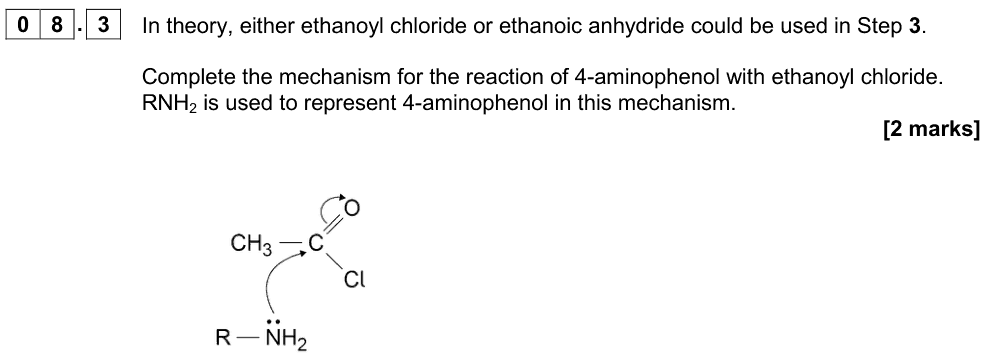 0 8 . 3 In theory, either ethanoyl chloride or ethanoic anhydride could be used in Step 3.
Complete the mechanism for the reaction of 4-aminophenol with ethanoyl chloride.
RNH₂ is used to represent 4-aminophenol in this mechanism.
[2 marks]
O
CH₃ — C
Cl
R — NH₂